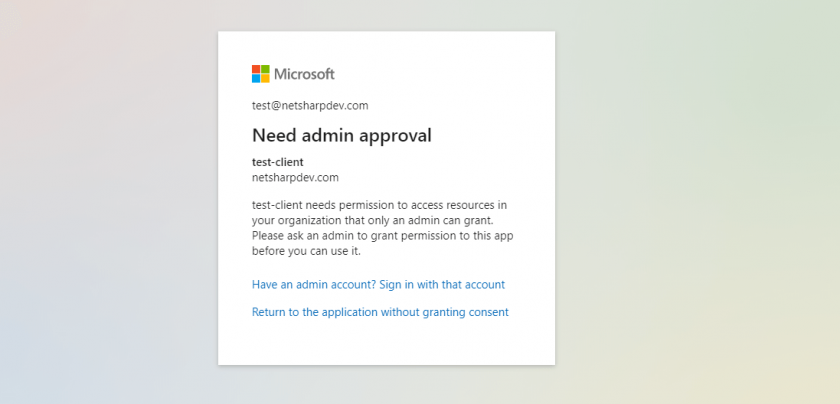 Microsoft
test@netsharpdev.com
Need admin approval
test-client
netsharpdev.com
test-client needs permission to access resources in
your organization that only an admin can grant.
Please ask an admin to grant permission to this app
before you can use it.
Have an admin account? Sign in with that account
Return to the application without granting consent